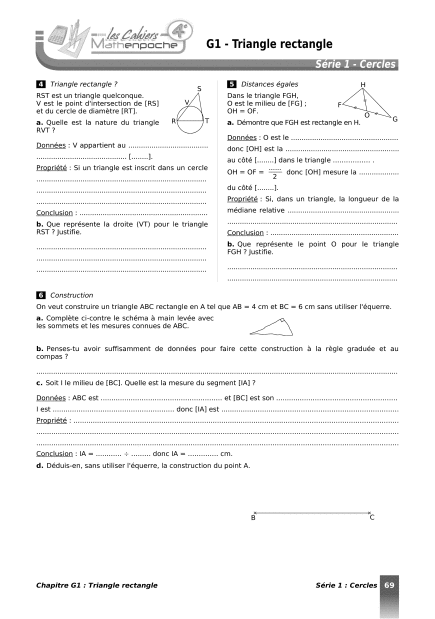 les Cahiers
Mathenpoche
4e
G1 - Triangle rectangle
Série 1 - Cercles
4 Triangle rectangle ?
RST est un triangle quelconque.
V est le point d'intersection de [RS]
et du cercle de diamètre [RT].
a. Quelle est la nature du triangle
RVT ?
S
V
R
T
Données : V appartient au ..............................
.......................................... [........].
Propriété : Si un triangle est inscrit dans un cercle
..............................................................
..............................................................
..............................................................
Conclusion : ..............................................
b. Que représente la droite (VT) pour le triangle
RST ? Justifie.
..............................................................
..............................................................
..............................................................
5 Distances égales
Dans le triangle FGH,
O est le milieu de [FG] ;
OH = OF.
a. Démontre que FGH est rectangle en H.
H
F
O
G
Données : O est le ..............................................
donc [OH] est la ..............................................
au côté [........] dans le triangle ................. .
OH = OF = ...... / 2 donc [OH] mesure la ..................
du côté [........].
Propriété : Si, dans un triangle, la longueur de la
médiane relative ..............................................
..............................................................
Conclusion : ..............................................
b. Que représente le point O pour le triangle
FGH ? Justifie.
..............................................................
..............................................................
6 Construction
On veut construire un triangle ABC rectangle en A tel que AB = 4 cm et BC = 6 cm sans utiliser l'équerre.
a. Complète ci-contre le schéma à main levée avec
les sommets et les mesures connues de ABC.
b. Penses-tu avoir suffisamment de données pour faire cette construction à la règle graduée et au
compas ?
..............................................................
c. Soit I le milieu de [BC]. Quelle est la mesure du segment [IA] ?
Données : ABC est .............................................. et [BC] est son ..............................................
I est .............................................. donc [IA] est ..............................................
Propriété : ..............................................................
..............................................................
..............................................................
Conclusion : IA = ............ ÷ ......... donc IA = ............ cm.
d. Déduis-en, sans utiliser l'équerre, la construction du point A.
B
C
Chapitre G1 : Triangle rectangle
Série 1 : Cercles
69